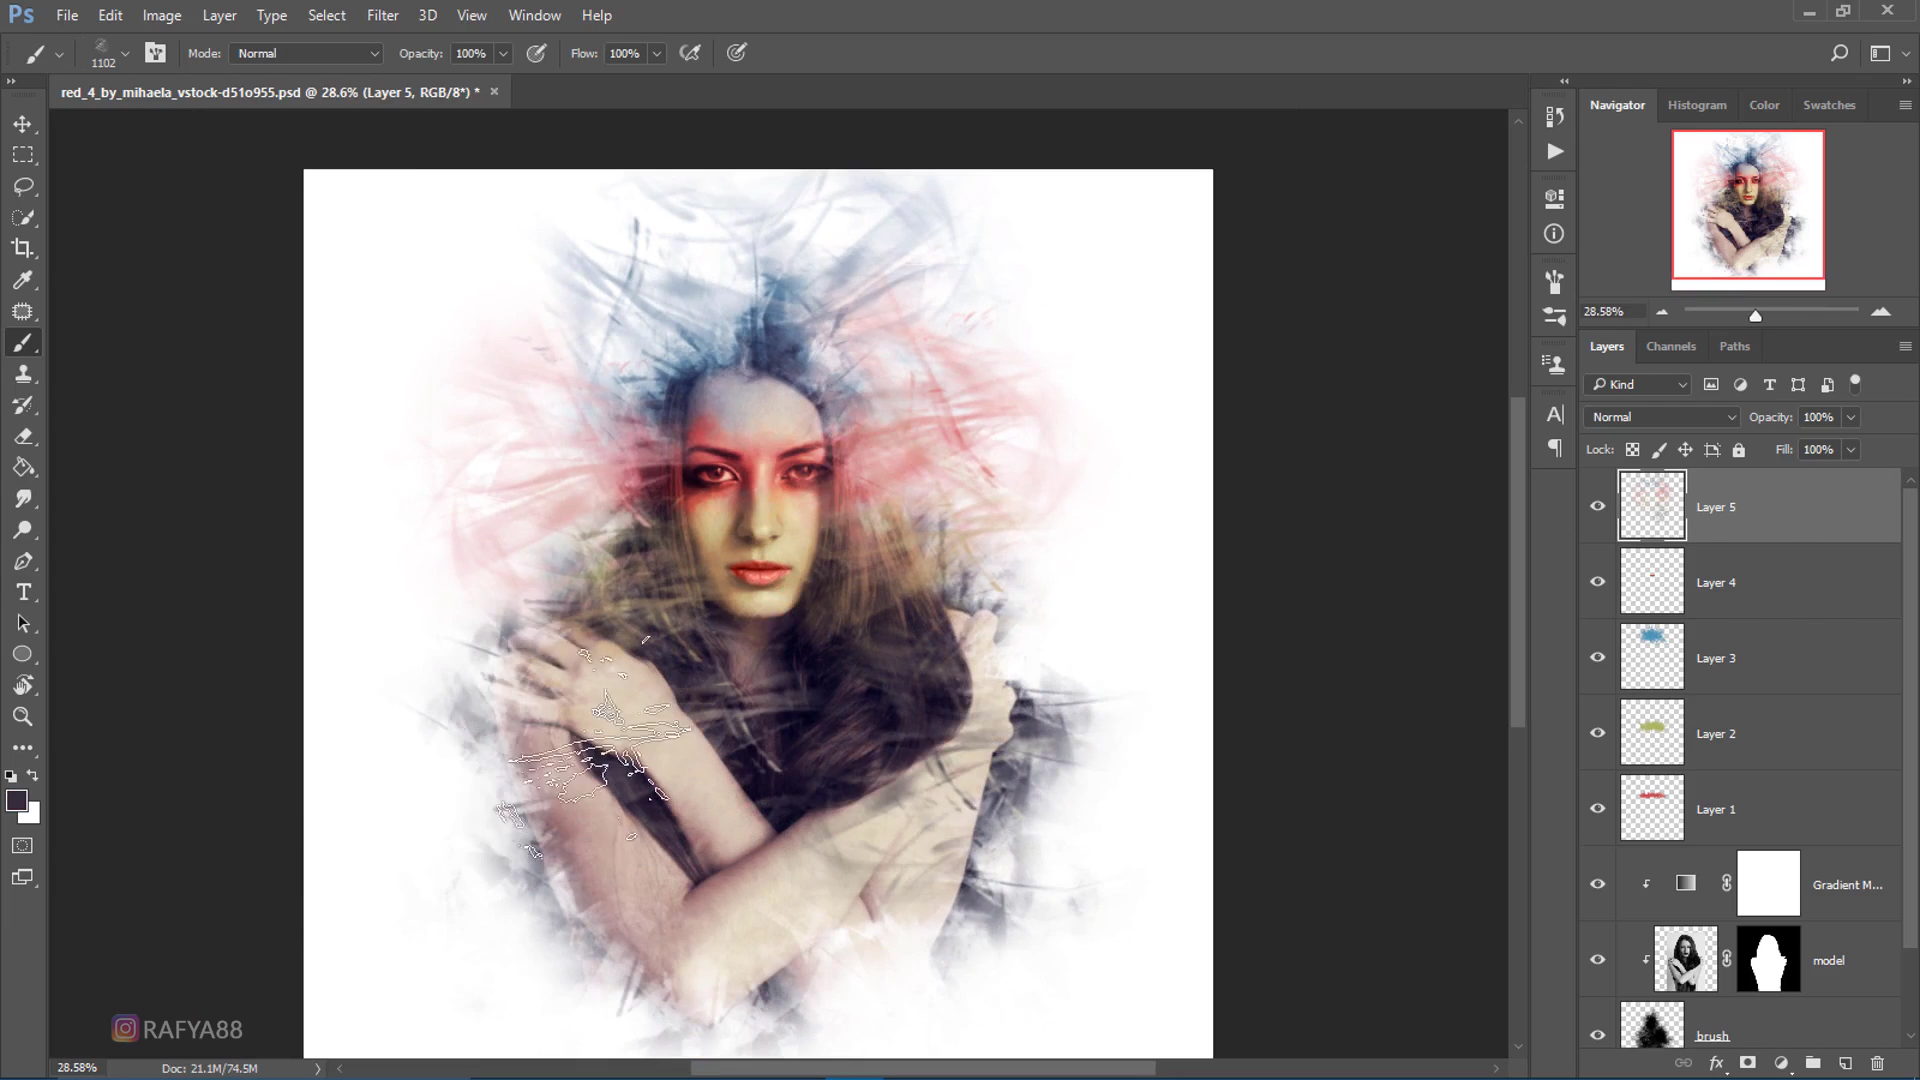 Ps File Edit Image Layer Type Select Filter 3D View Window Help
1102 Mode: Normal Opacity: 100% Flow: 100%
red_4_by_mihaela_vstock-d51o955.psd @ 28.6% (Layer 5, RGB/8*) *
Navigator Histogram Color Swatches
28.58%
Layers Channels Paths
Kind
Normal Opacity: 100%
Lock: Fill: 100%
Layer 5
Layer 4
Layer 3
Layer 2
Layer 1
Gradient M...
model
brush
RAFYA88
28.58% Doc: 21.1M/74.5M